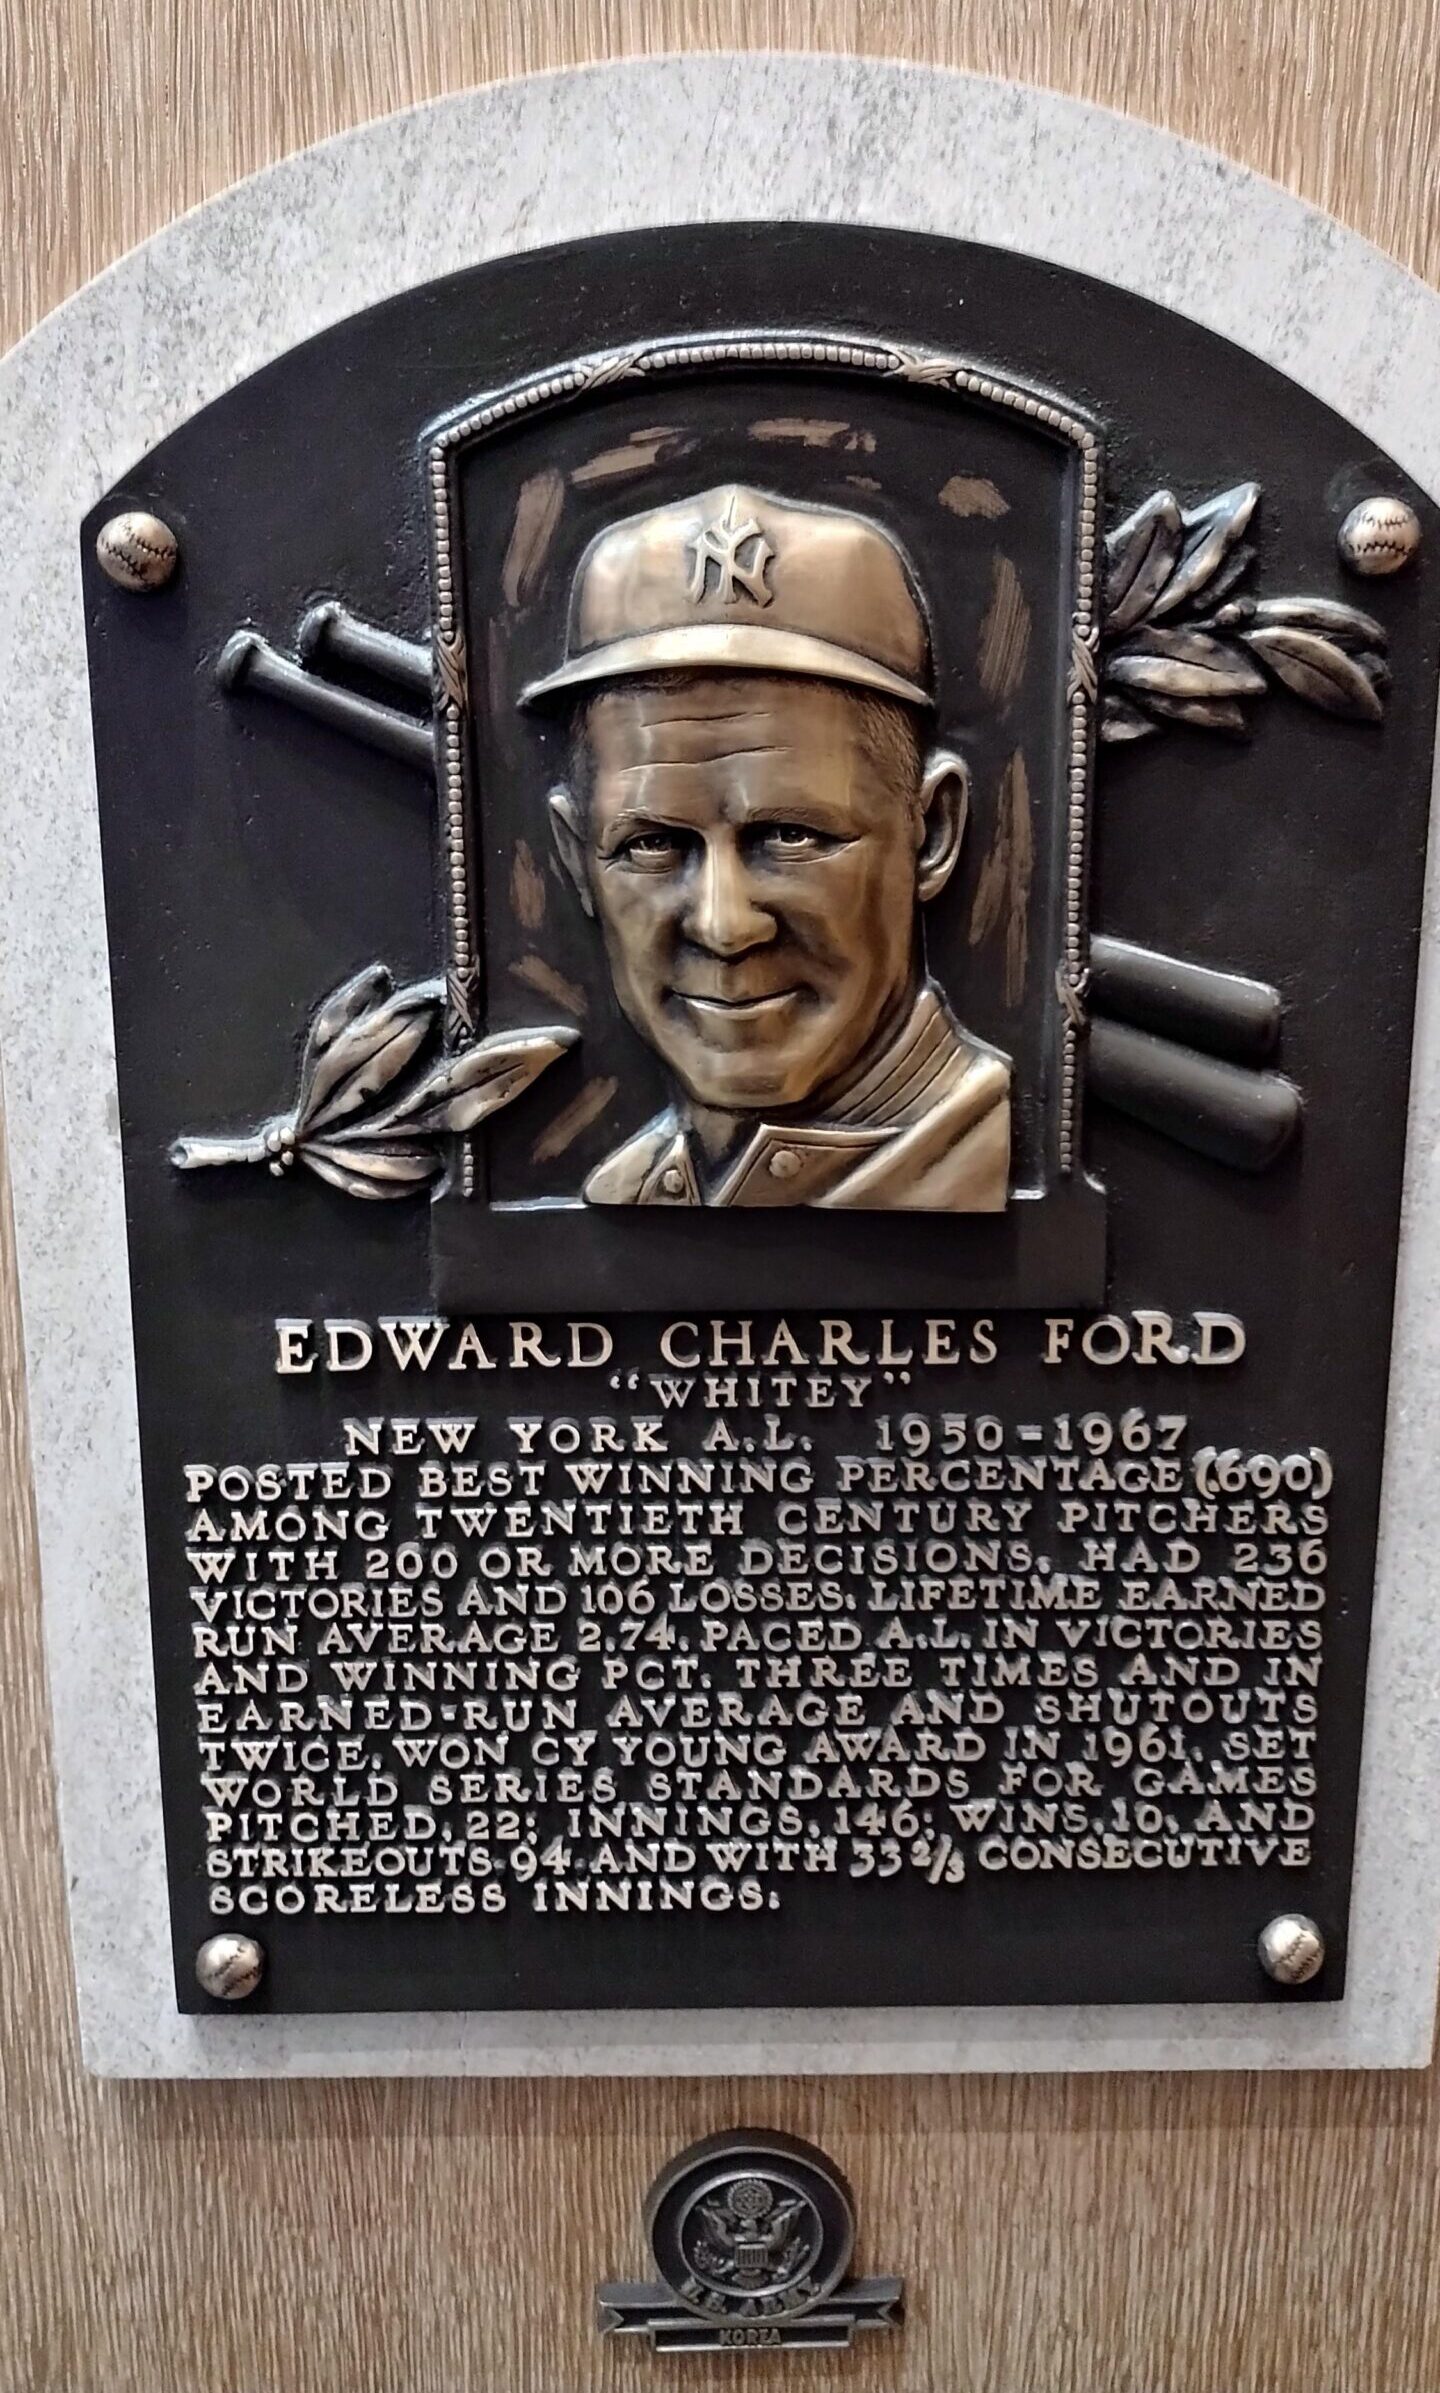 NY
EDWARD CHARLES FORD
"WHITEY"
NEW YORK A.L. 1950-1967
POSTED BEST WINNING PERCENTAGE (.690)
AMONG TWENTIETH CENTURY PITCHERS
WITH 200 OR MORE DECISIONS. HAD 236
VICTORIES AND 106 LOSSES. LIFETIME EARNED
RUN AVERAGE 2.74. PACED A.L. IN VICTORIES
AND WINNING PCT. THREE TIMES AND IN
EARNED-RUN AVERAGE AND SHUTOUTS
TWICE. WON CY YOUNG AWARD IN 1961. SET
WORLD SERIES STANDARDS FOR GAMES
PITCHED, 22; INNINGS, 146; WINS, 10, AND
STRIKEOUTS 94 AND WITH 33 2/3 CONSECUTIVE
SCORELESS INNINGS.
U.S. ARMY
KOREA